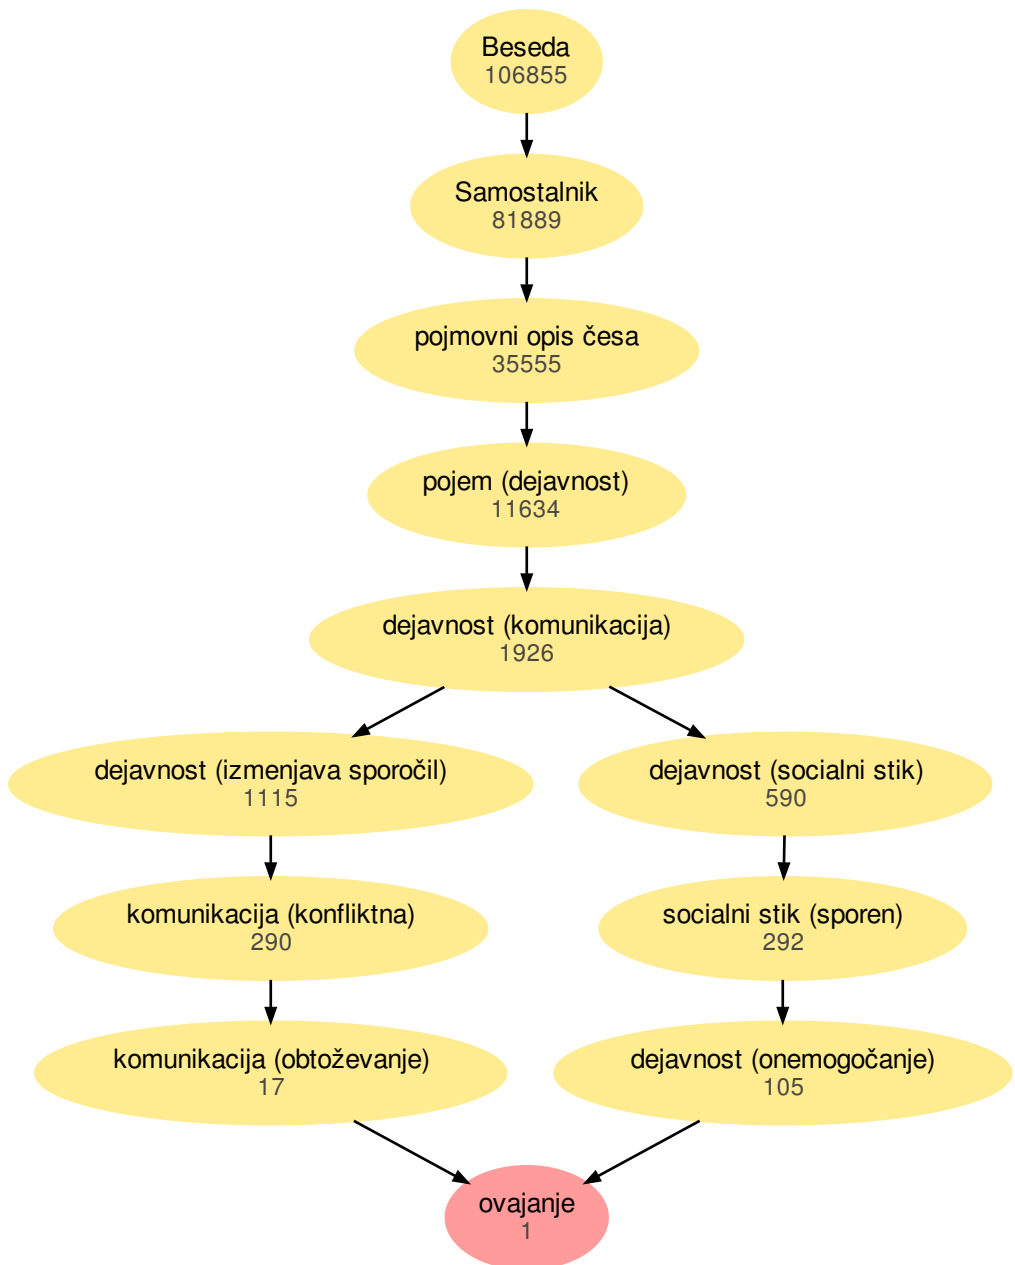 Beseda
106855
Samostalnik
81889
pojmovni opis česa
35555
pojem (dejavnost)
11634
dejavnost (komunikacija)
1926
dejavnost (izmenjava sporočil)
1115
dejavnost (socialni stik)
590
komunikacija (konfliktna)
290
socialni stik (sporen)
292
komunikacija (obtoževanje)
17
dejavnost (onemogočanje)
105
ovajanje
1